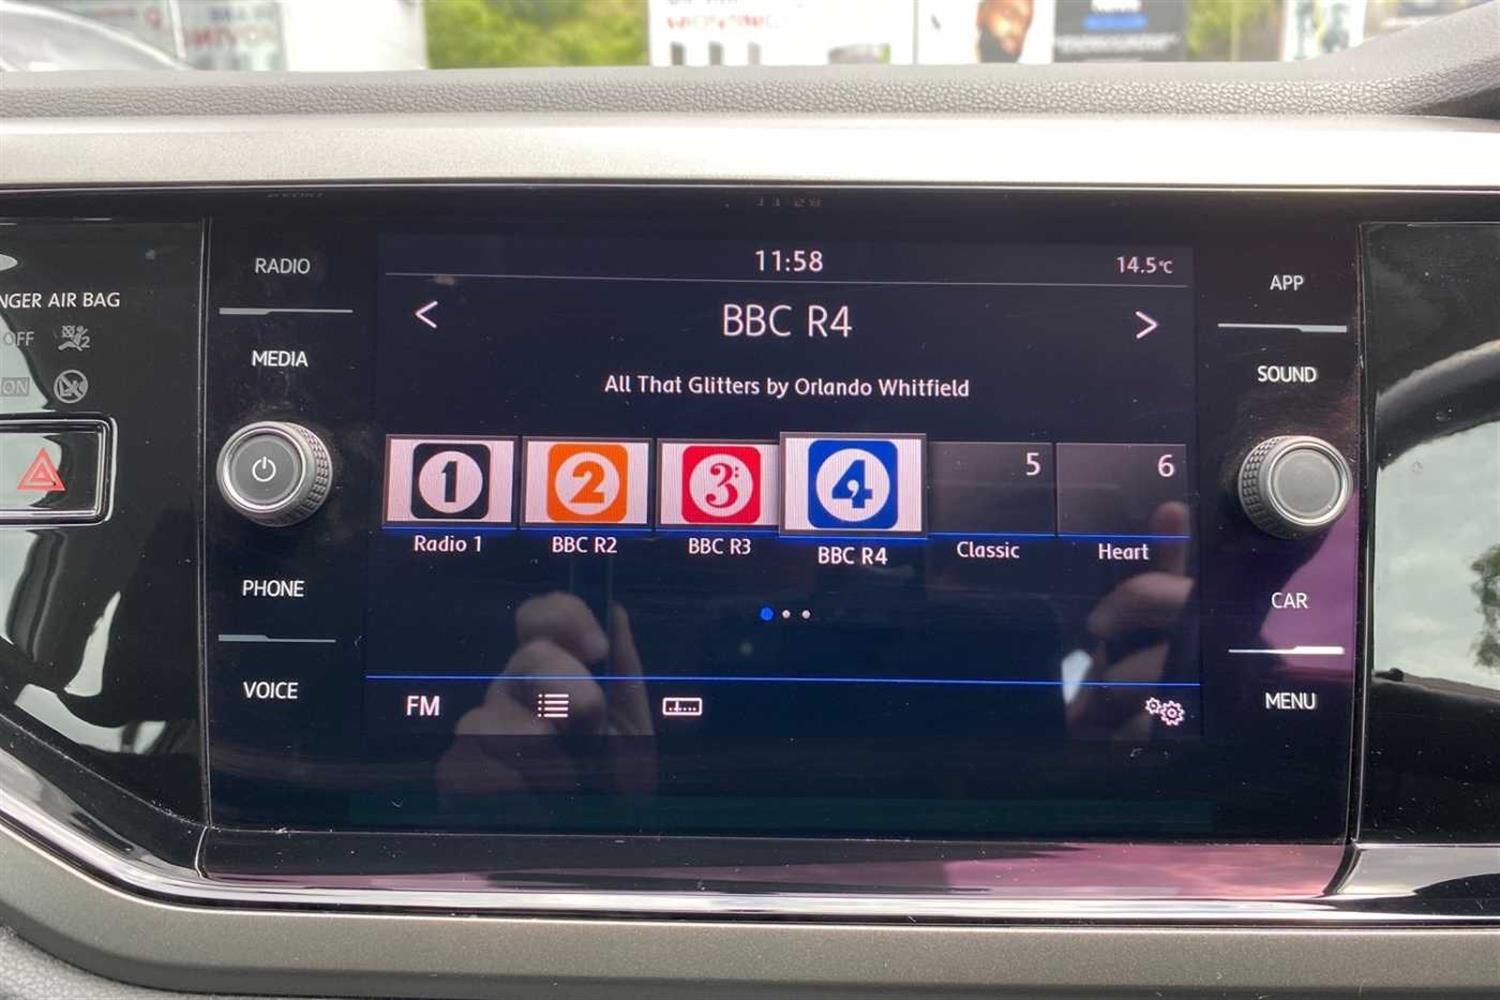 11:58
14.5°C
RADIO
APP
NGER AIR BAG
< BBC R4 >
OFF
2
MEDIA
SOUND
ON
All That Glitters by Orlando Whitfield
1 2 3 4 5 6
Radio 1 BBC R2 BBC R3 BBC R4 Classic Heart
PHONE
CAR
VOICE
FM
MENU